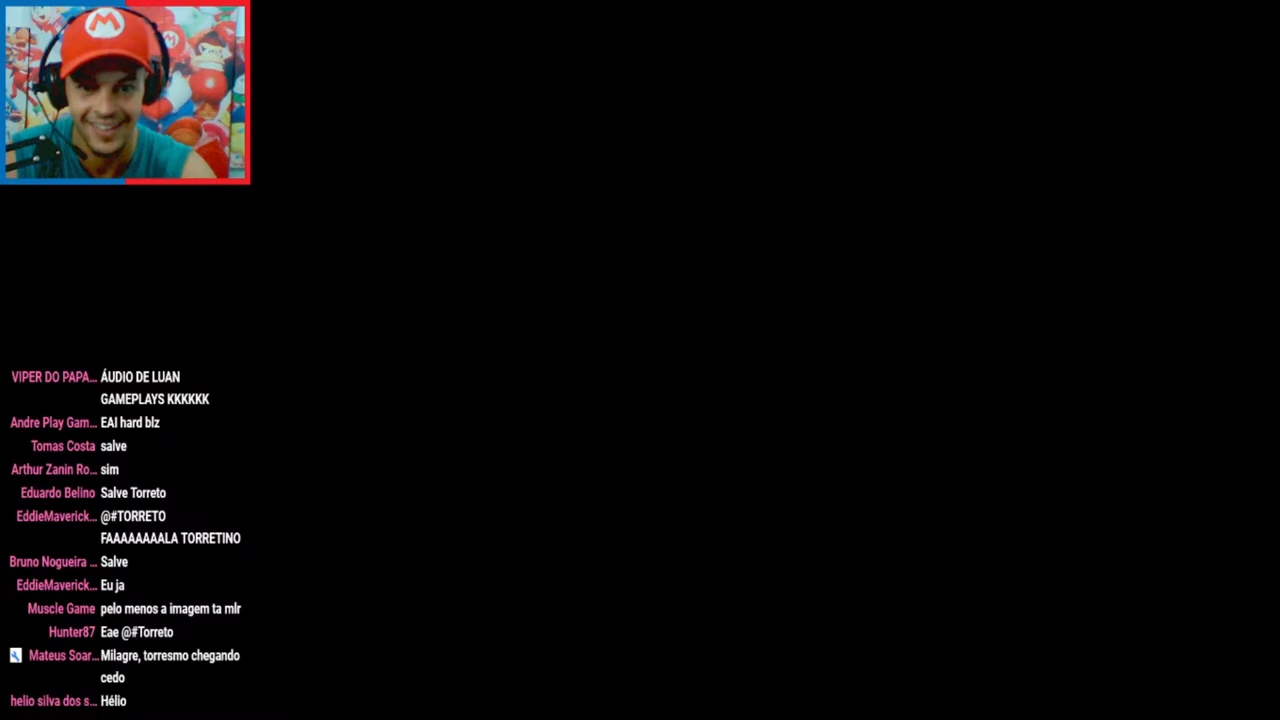 M
VIPER DO PAPA... ÁUDIO DE LUAN
GAMEPLAYS KKKKKK
Andre Play Gam... EAI hard blz
Tomas Costa salve
Arthur Zanin Ro... sim
Eduardo Belino Salve Torreto
EddieMaverick... @#TORRETO
FAAAAAAAALA TORRETINO
Bruno Nogueira ... Salve
EddieMaverick... Eu ja
Muscle Game pelo menos a imagem ta mlr
Hunter87 Eae @#Torreto
Mateus Soar... Milagre, torresmo chegando
cedo
helio silva dos s... Hélio